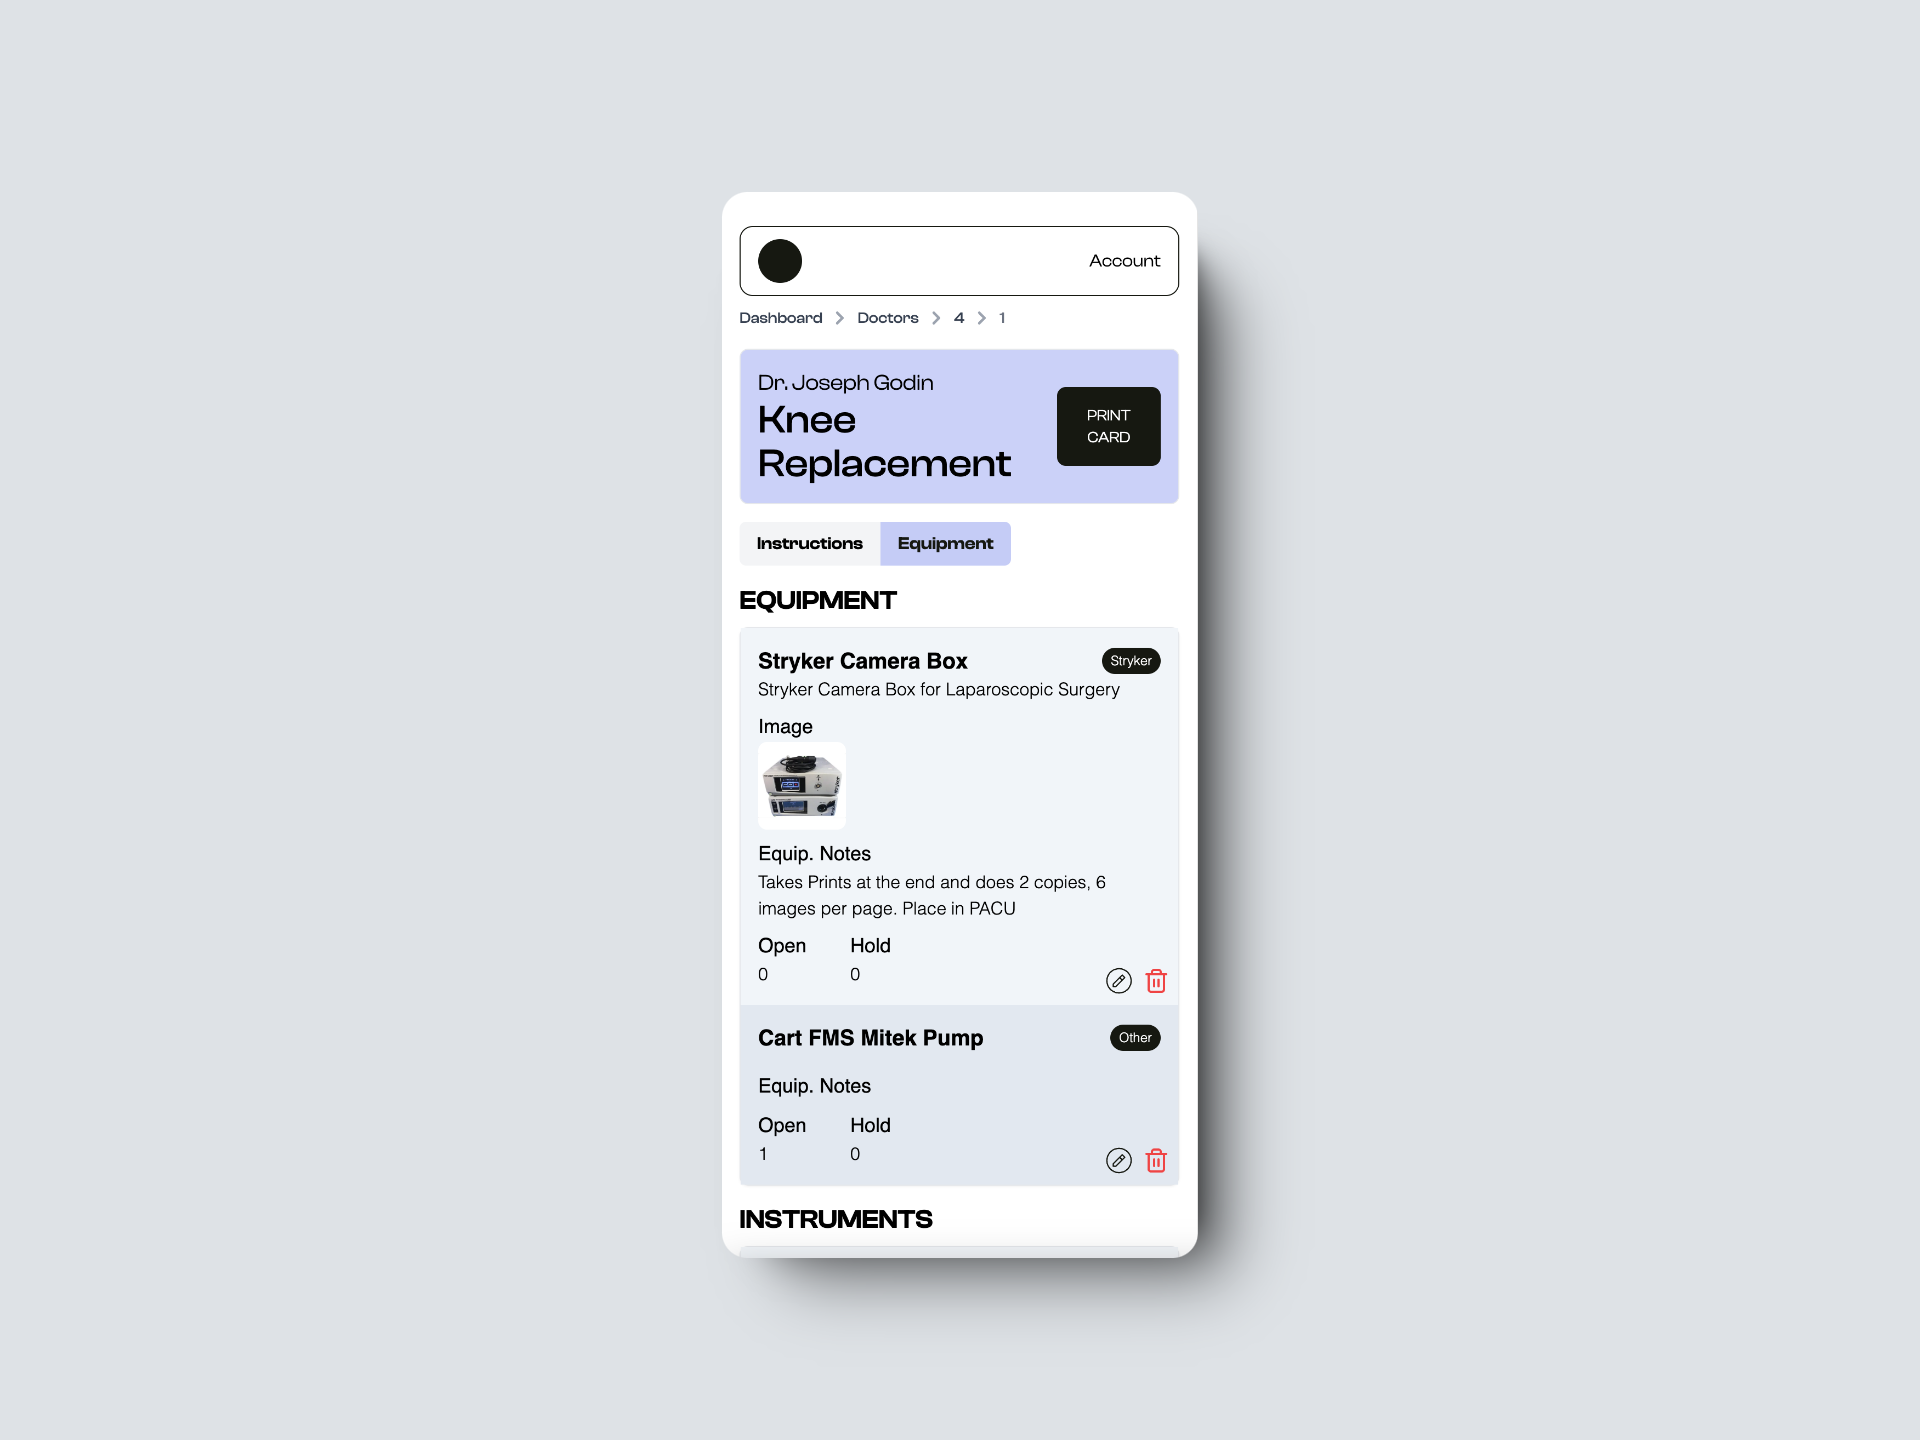 Account
Dashboard > Doctors > 4 > 1
Dr. Joseph Godin
Knee
Replacement
PRINT
CARD
Instructions
Equipment
EQUIPMENT
Stryker Camera Box
Stryker
Stryker Camera Box for Laparoscopic Surgery
Image
Equip. Notes
Takes Prints at the end and does 2 copies, 6
images per page. Place in PACU
Open Hold
0 0
Cart FMS Mitek Pump
Other
Equip. Notes
Open Hold
1 0
INSTRUMENTS